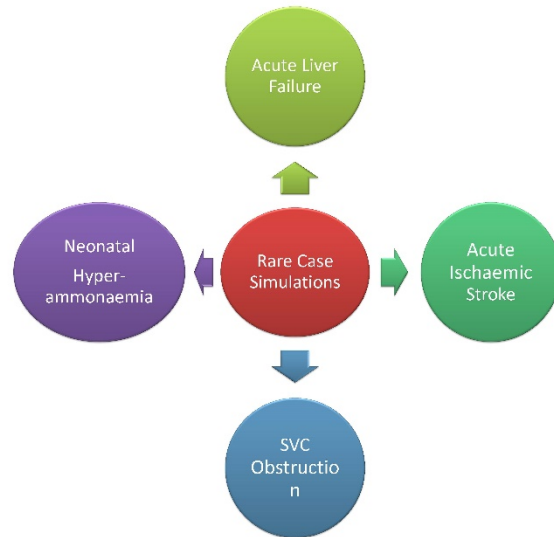 Acute Liver
Failure
Neonatal
Hyper-
ammonaemia
Rare Case
Simulations
Acute
Ischaemic
Stroke
SVC
Obstructio
n